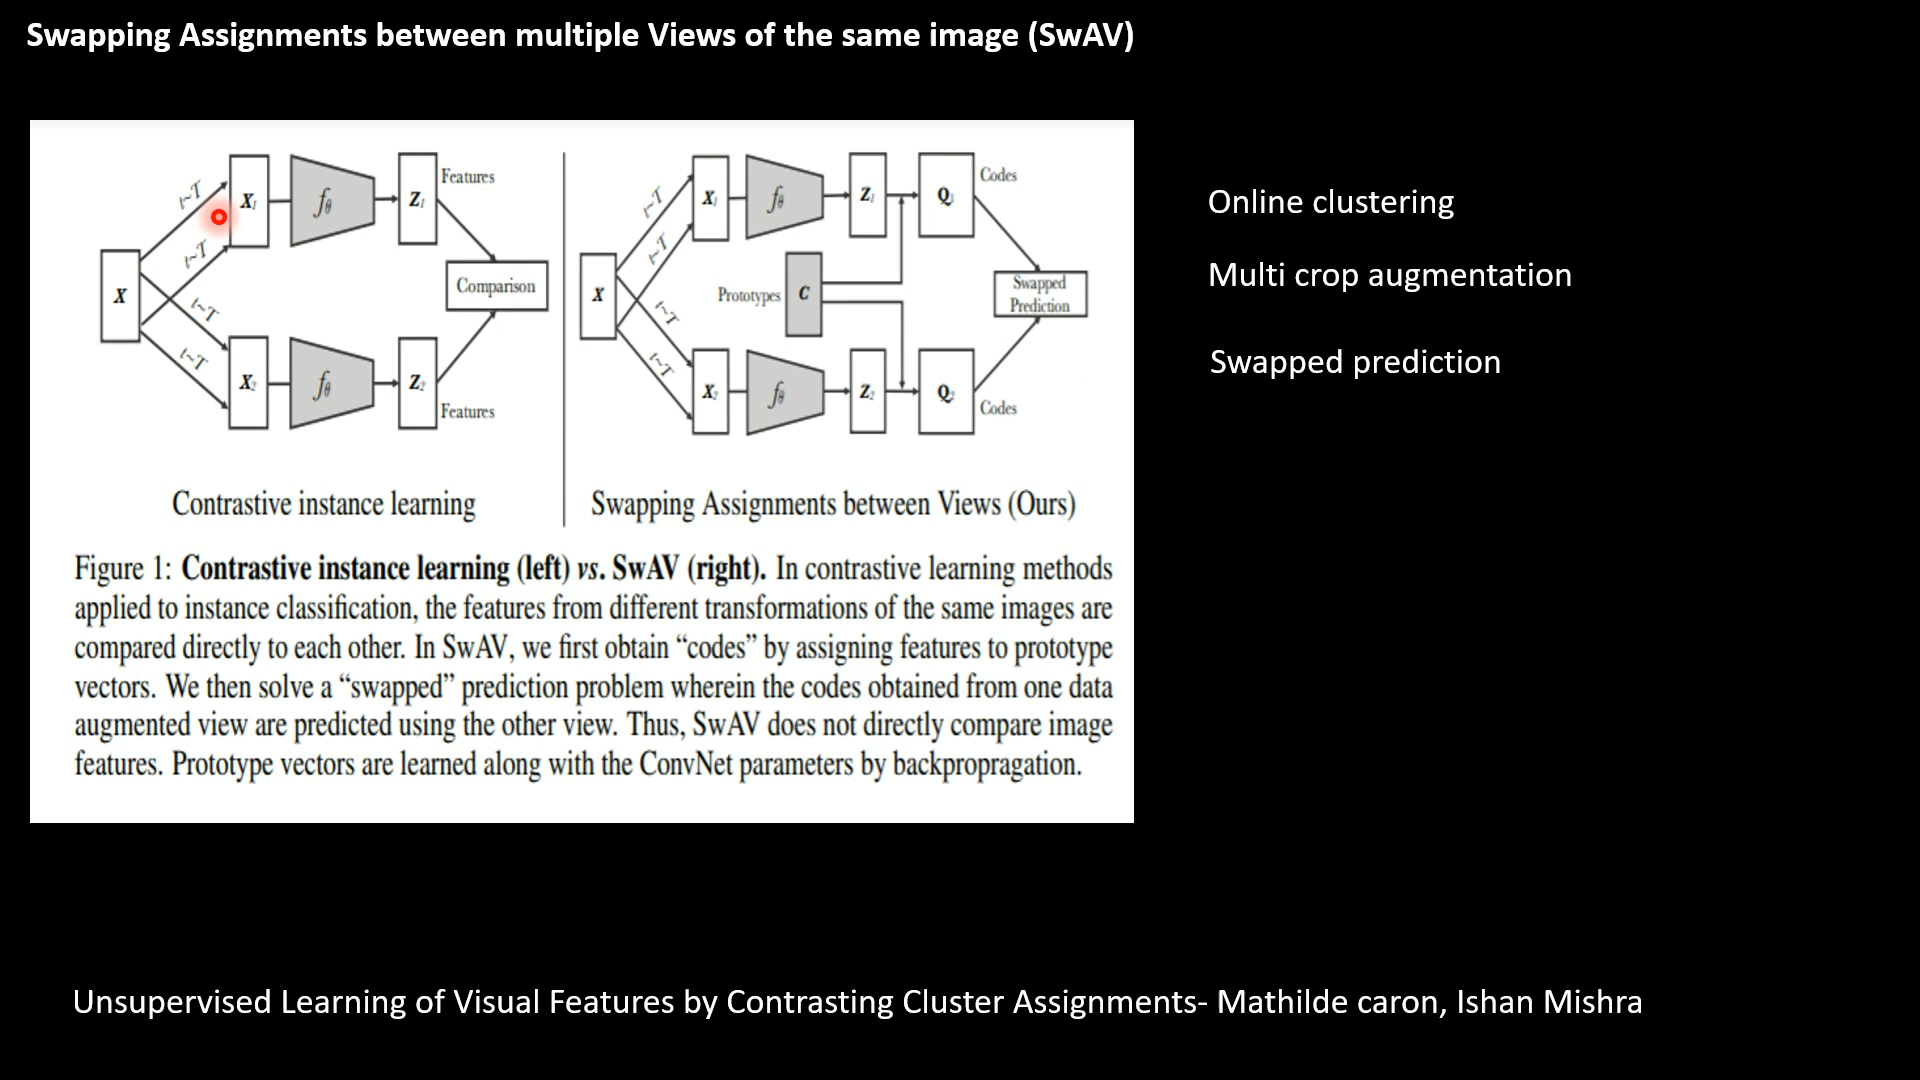 Swapping Assignments between multiple Views of the same image (SwAV)
t~T
t~T
t~T
t~T
X
X1
fθ
Z1
Features
Comparison
X2
fθ
Z2
Features
Contrastive instance learning
t~T
t~T
t~T
t~T
X
X1
fθ
Z1
Q1
Codes
Prototypes C
Swapped
Prediction
X2
fθ
Z2
Q2
Codes
Swapping Assignments between Views (Ours)
Figure 1: Contrastive instance learning (left) vs. SwAV (right). In contrastive learning methods
applied to instance classification, the features from different transformations of the same images are
compared directly to each other. In SwAV, we first obtain “codes” by assigning features to prototype
vectors. We then solve a “swapped” prediction problem wherein the codes obtained from one data
augmented view are predicted using the other view. Thus, SwAV does not directly compare image
features. Prototype vectors are learned along with the ConvNet parameters by backpropragation.
Online clustering
Multi crop augmentation
Swapped prediction
Unsupervised Learning of Visual Features by Contrasting Cluster Assignments- Mathilde caron, Ishan Mishra